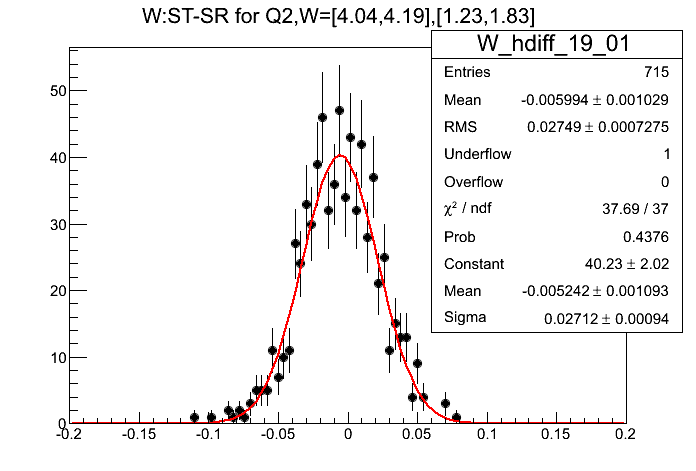 W:ST-SR for Q2,W=[4.04,4.19],[1.23,1.83]
W_hdiff_19_01
Entries 715
Mean -0.005994 ± 0.001029
RMS 0.02749 ± 0.0007275
Underflow 1
Overflow 0
χ² / ndf 37.69 / 37
Prob 0.4376
Constant 40.23 ± 2.02
Mean -0.005242 ± 0.001093
Sigma 0.02712 ± 0.00094
50
40
30
20
10
0
-0.2 -0.15 -0.1 -0.05 0 0.05 0.1 0.15 0.2